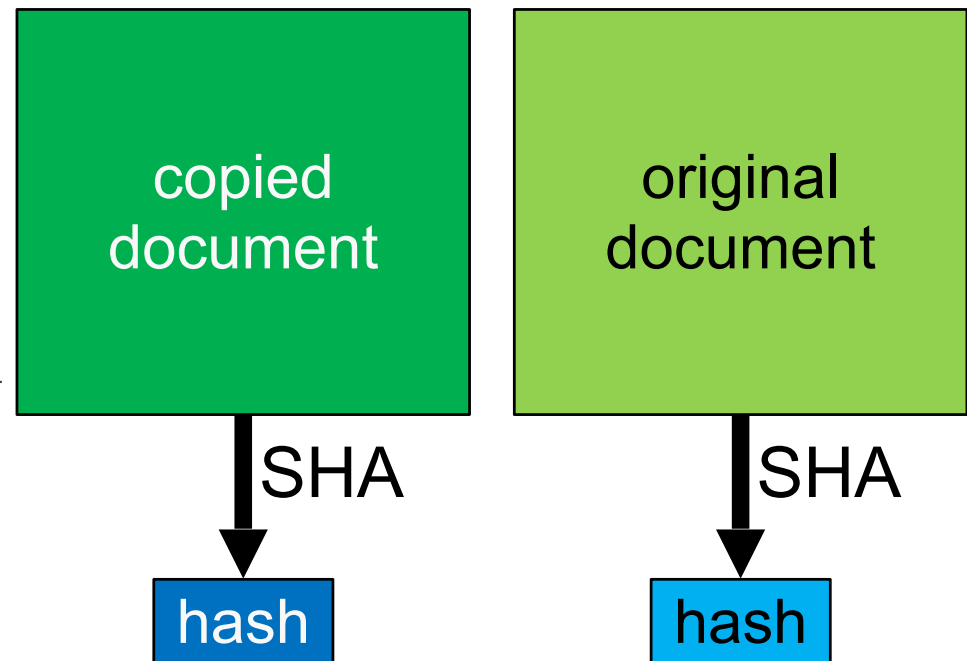 copied
document
original
document
SHA
SHA
hash
hash